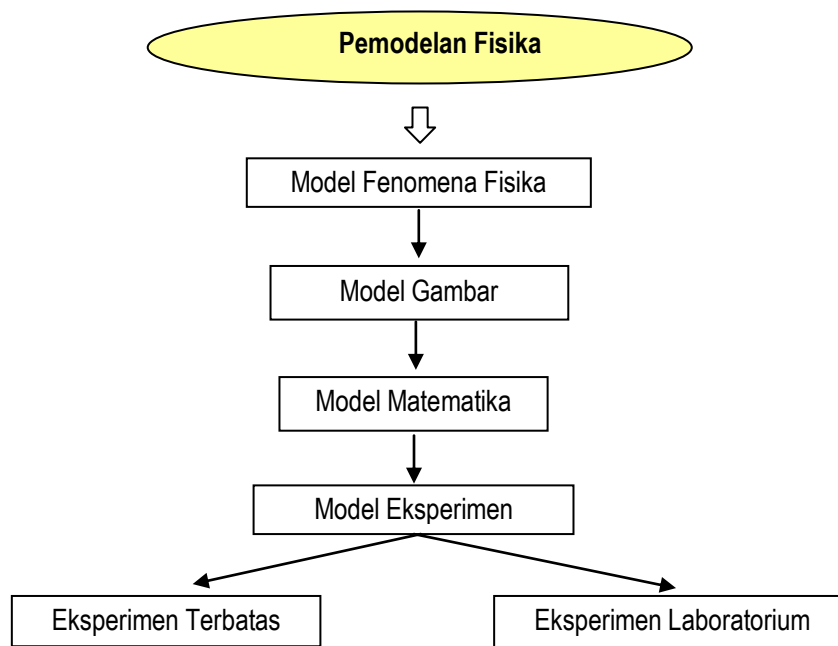 Pemodelan Fisika
Model Fenomena Fisika
Model Gambar
Model Matematika
Model Eksperimen
Eksperimen Terbatas
Eksperimen Laboratorium